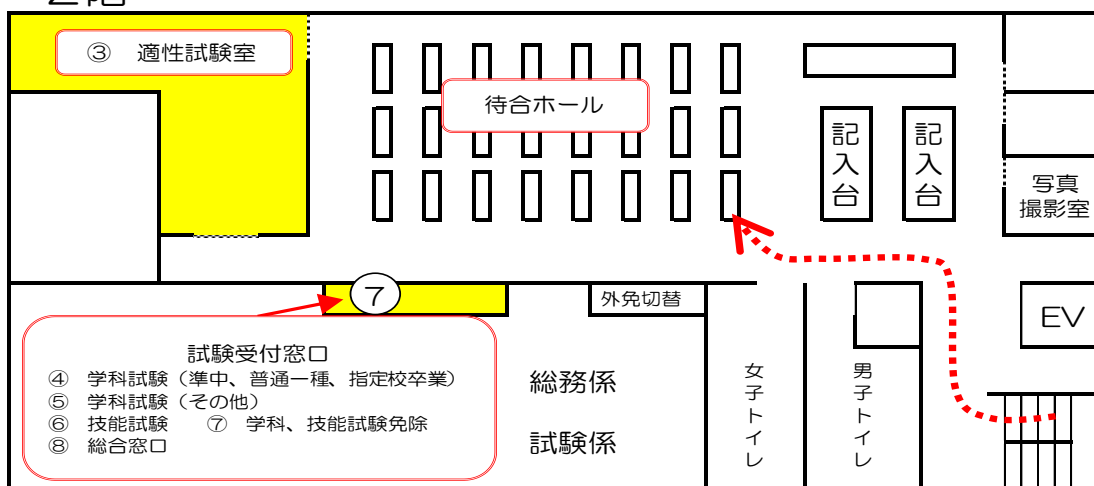 2階
③ 適性試験室
待合ホール
記入台
記入台
写真
撮影室
⑦
外免切替
EV
試験受付窓口
④ 学科試験（準中、普通一種、指定校卒業）
⑤ 学科試験（その他）
⑥ 技能試験 ⑦ 学科、技能試験免除
⑧ 総合窓口
総務係
試験係
女子トイレ
男子トイレ